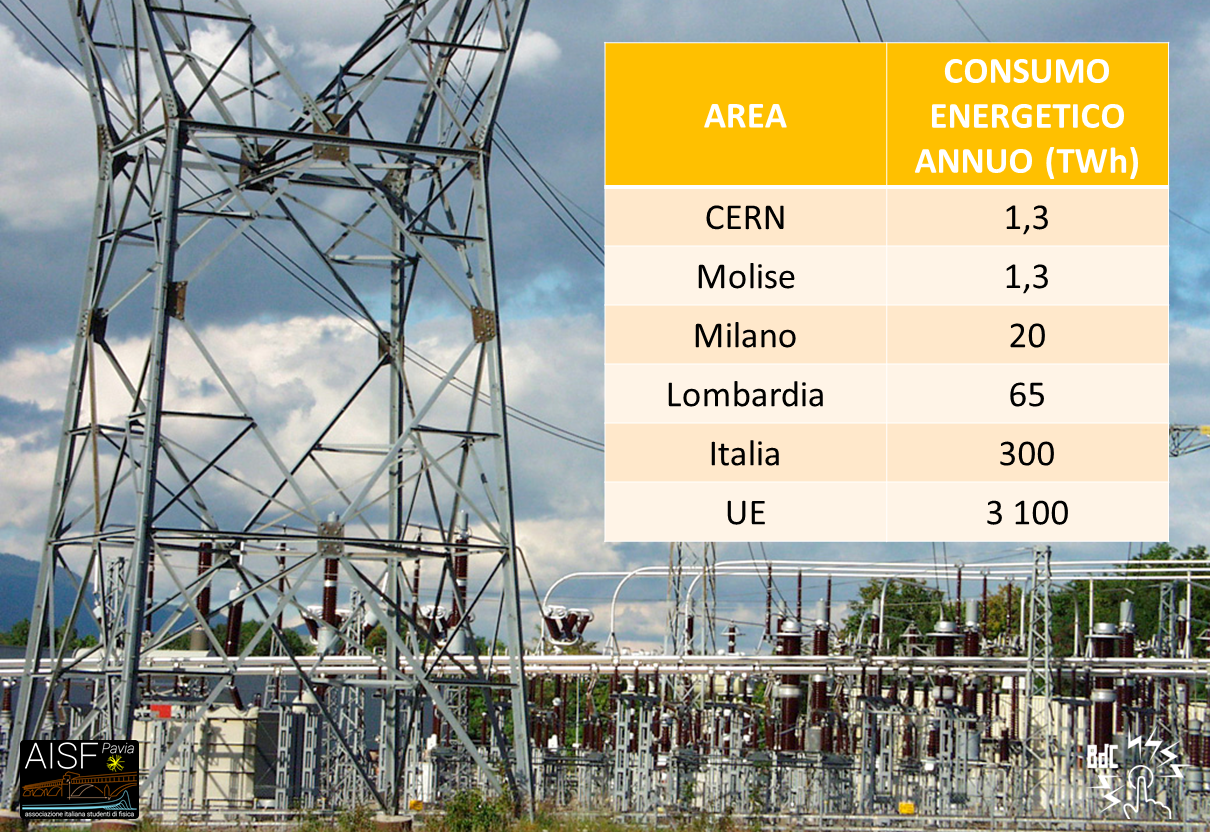 AREA
CONSUMO
ENERGETICO
ANNUO (TWh)
CERN
1,3
Molise
1,3
Milano
20
Lombardia
65
Italia
300
UE
3 100
AISF Pavia
associazione italiana studenti di fisica
BdC